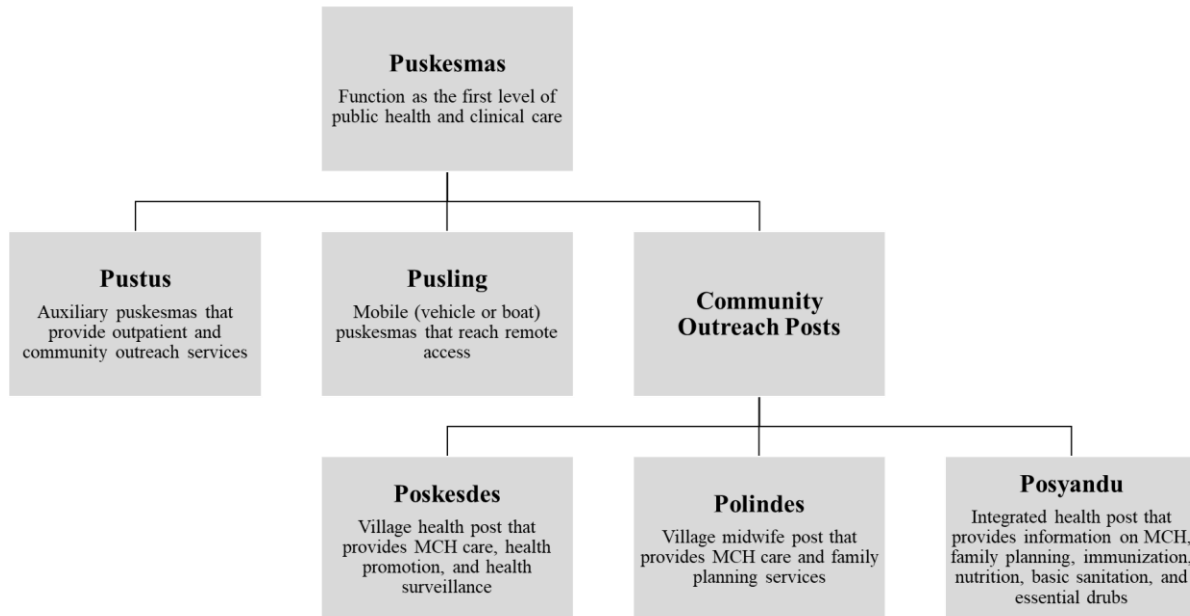 Puskesmas
Function as the first level of
public health and clinical care
Pustus
Auxiliary puskesmas that
provide outpatient and
community outreach services
Pusling
Mobile (vehicle or boat)
puskesmas that reach remote
access
Community
Outreach Posts
Poskesdes
Village health post that
provides MCH care, health
promotion, and health
surveillance
Polindes
Village midwife post that
provides MCH care and family
planning services
Posyandu
Integrated health post that
provides information on MCH,
family planning, immunization,
nutrition, basic sanitation, and
essential drubs